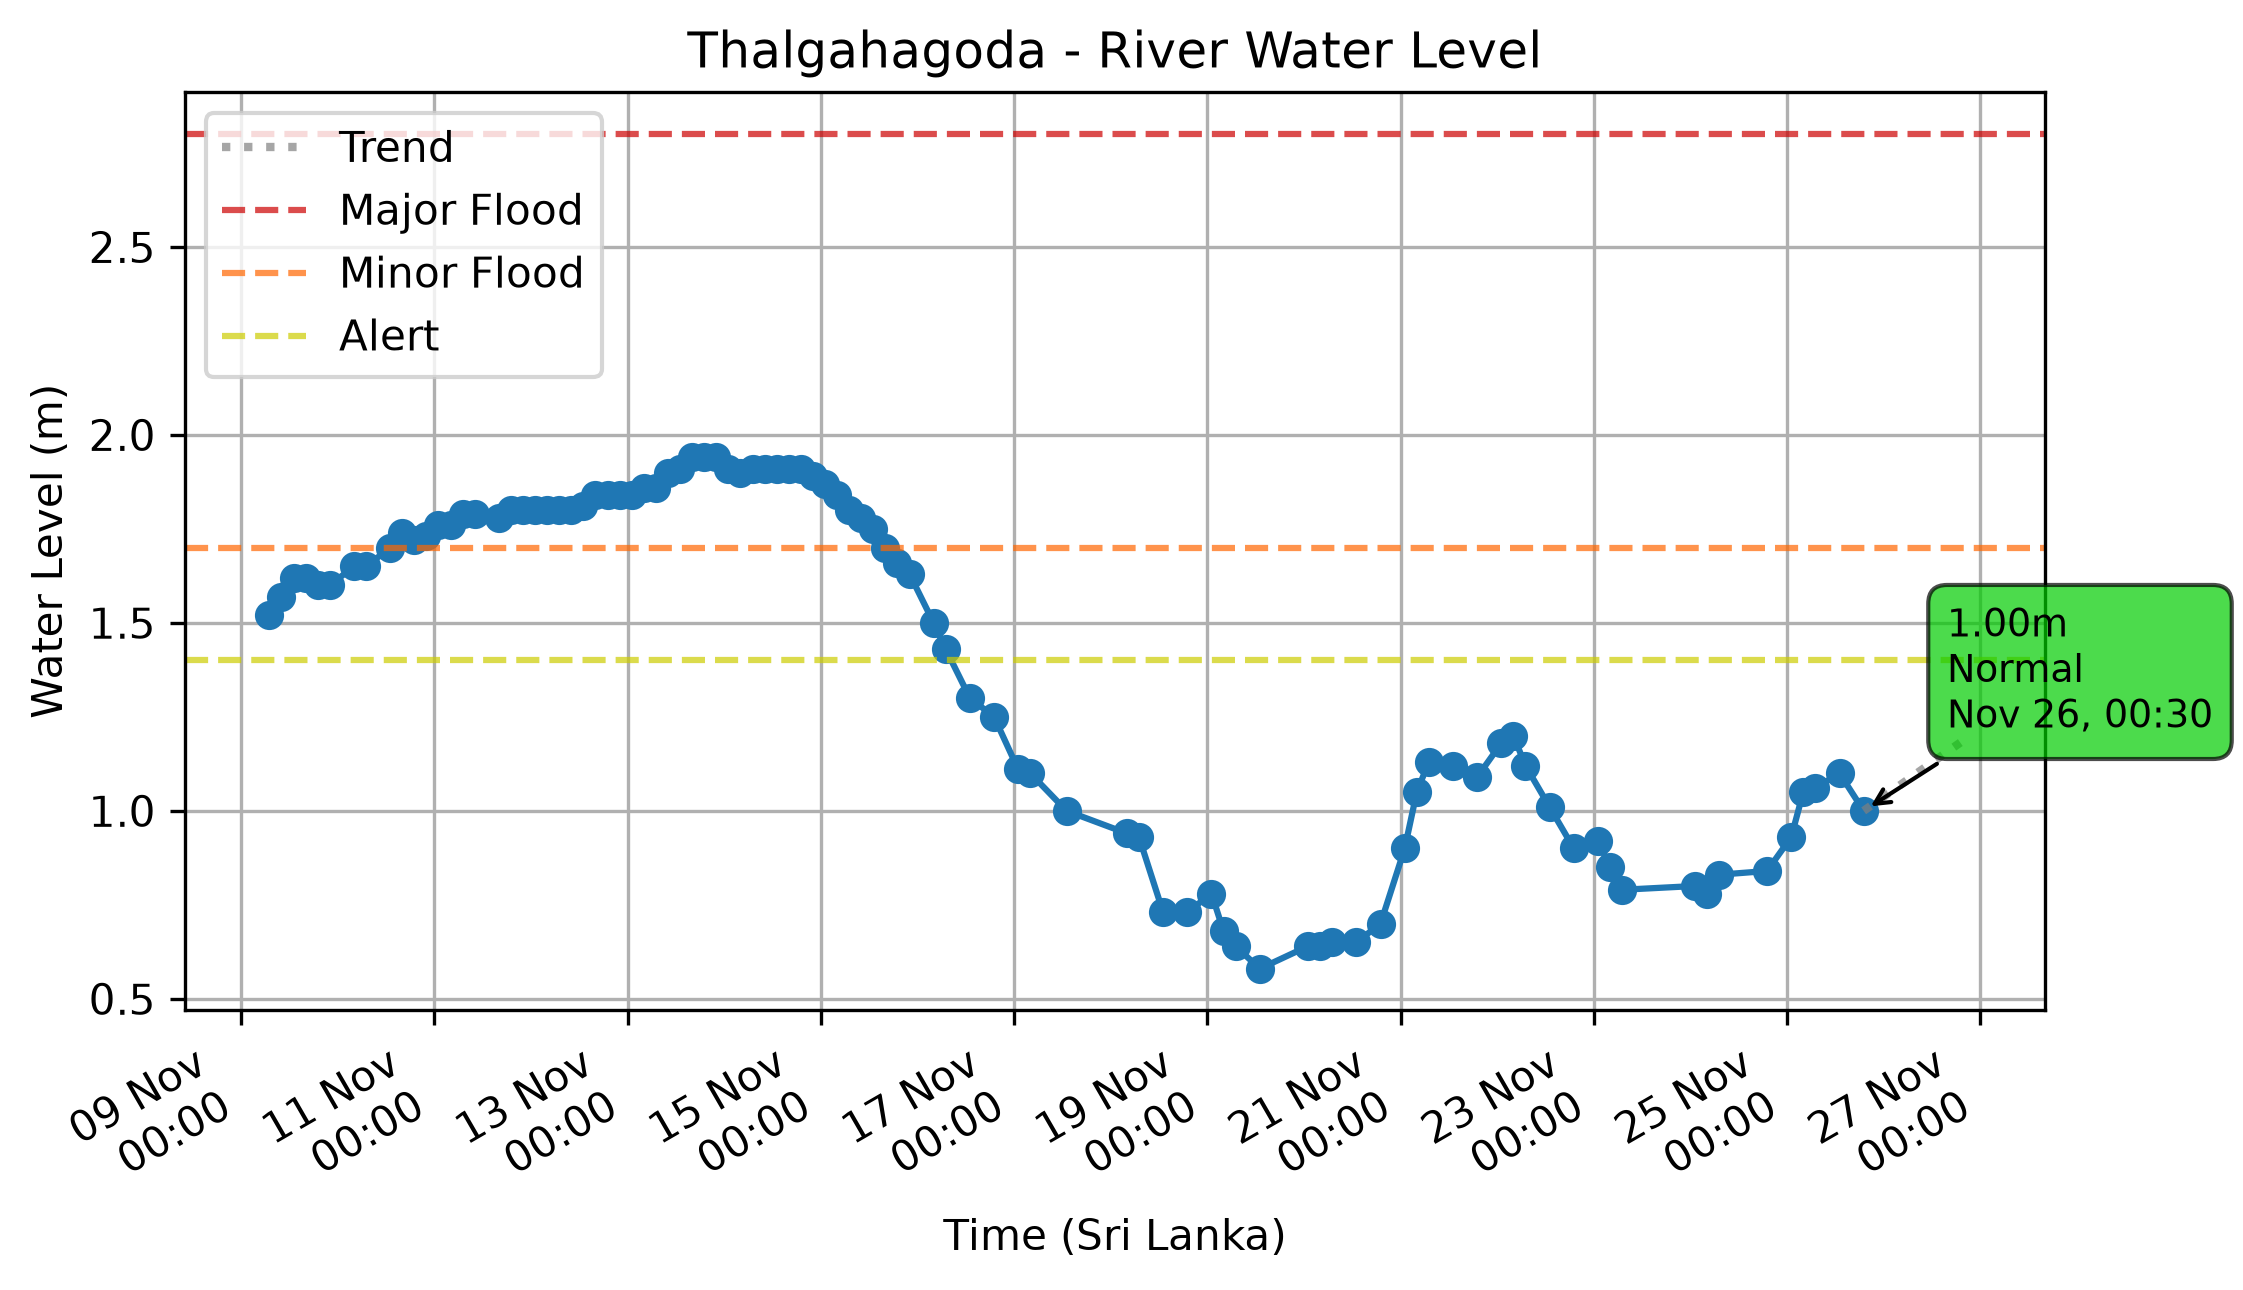 Thalgahagoda - River Water Level
Trend
Major Flood
Minor Flood
Alert
Water Level (m)
2.5
2.0
1.5
1.0
0.5
1.00m
Normal
Nov 26, 00:30
09 Nov
00:00
11 Nov
00:00
13 Nov
00:00
15 Nov
00:00
17 Nov
00:00
19 Nov
00:00
21 Nov
00:00
23 Nov
00:00
25 Nov
00:00
27 Nov
00:00
Time (Sri Lanka)